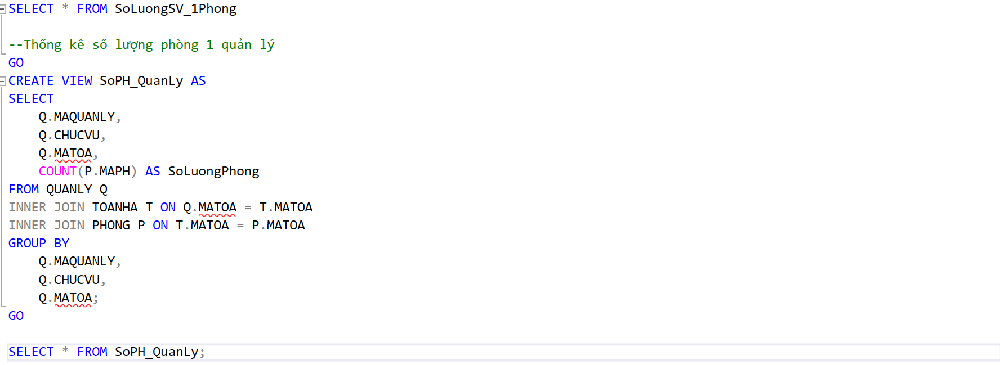 SELECT * FROM SoLuongSV_1Phong
--Thống kê số lượng phòng 1 quản lý
GO
CREATE VIEW SoPH_QuanLy AS
SELECT
    Q.MAQUANLY,
    Q.CHUCVU,
    Q.MATOA,
    COUNT(P.MAPH) AS SoLuongPhong
FROM QUANLY Q
INNER JOIN TOANHA T ON Q.MATOA = T.MATOA
INNER JOIN PHONG P ON T.MATOA = P.MATOA
GROUP BY
    Q.MAQUANLY,
    Q.CHUCVU,
    Q.MATOA;
GO
SELECT * FROM SoPH_QuanLy;